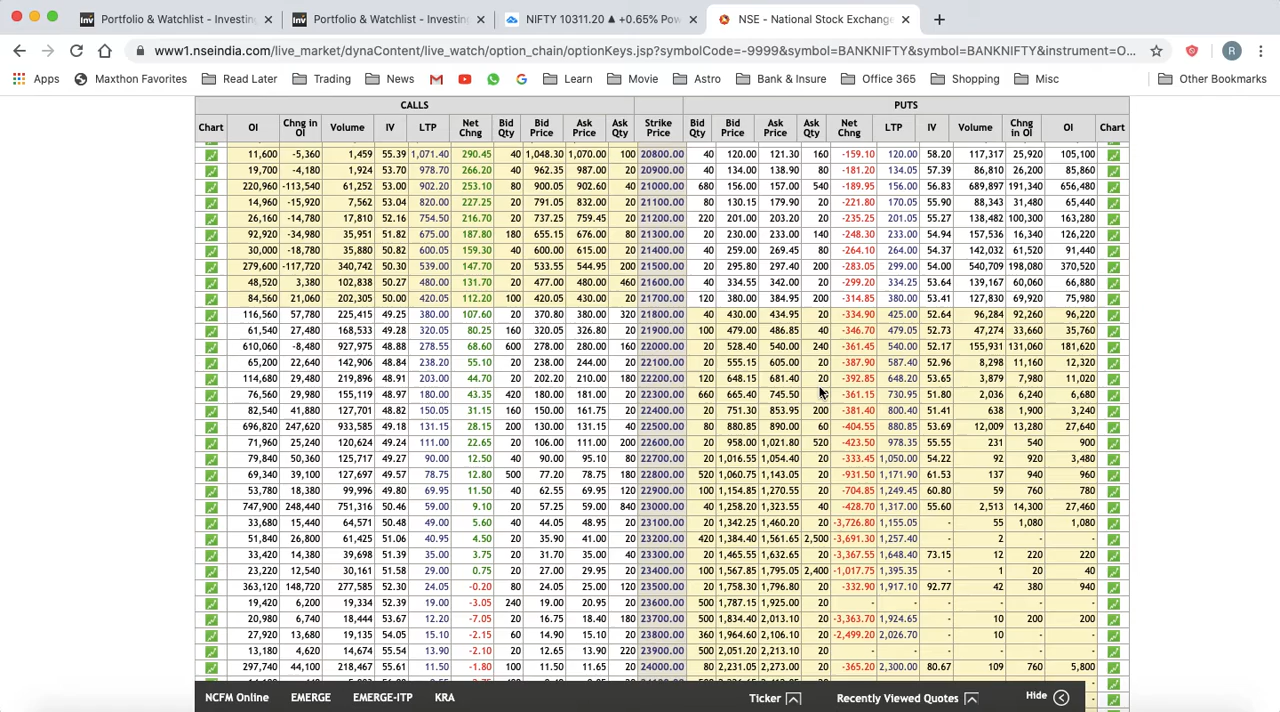 Portfolio & Watchlist - Investing
Portfolio & Watchlist - Investing
NIFTY 10311.20 ▲ +0.65% Pow
NSE - National Stock Exchange
www1.nseindia.com/live_market/dynaContent/live_watch/option_chain/optionKeys.jsp?symbolCode=-9999&symbol=BANKNIFTY&symbol=BANKNIFTY&instrument=O...
R
Apps Maxthon Favorites Read Later Trading News Learn Movie Astro Bank & Insure Office 365 Shopping Misc Other Bookmarks
CALLS PUTS
Chart OI Chng in OI Volume IV LTP Net Chng Bid Qty Bid Price Ask Price Ask Qty Strike Price Bid Qty Bid Price Ask Price Ask Qty Net Chng LTP IV Volume Chng in OI OI Chart
11,600 -5,360 1,459 55.39 1,071.40 290.45 40 1,048.30 1,070.00 100 20800.00 40 120.00 121.30 160 -159.10 120.00 58.20 117,317 25,920 105,100
19,700 -4,180 1,924 53.70 978.70 266.20 40 962.35 987.00 20 20900.00 40 134.00 138.90 80 -181.20 134.05 57.39 86,810 26,200 85,860
220,960 -113,540 61,252 53.00 902.20 253.10 80 900.05 902.60 40 21000.00 680 156.00 157.00 540 -189.95 156.00 56.83 689,897 191,340 656,480
14,960 -15,920 7,562 53.04 820.00 227.25 20 791.05 832.00 20 21100.00 80 130.15 179.90 20 -221.80 170.05 55.90 88,343 31,480 65,440
26,160 -14,780 17,810 52.16 754.50 216.70 20 737.25 759.45 20 21200.00 220 201.00 203.20 20 -235.25 201.05 55.27 138,482 100,300 163,280
92,920 -34,980 35,951 51.82 675.00 187.80 180 655.15 676.00 80 21300.00 20 230.00 233.00 140 -248.30 233.00 54.94 157,536 16,340 126,220
30,000 -18,780 35,880 50.82 600.05 159.30 40 600.00 615.00 20 21400.00 40 259.00 269.45 80 -264.10 264.00 54.37 142,032 61,520 91,440
279,600 -117,720 340,742 50.30 539.00 147.70 20 533.55 544.95 200 21500.00 20 295.80 297.40 200 -283.05 299.00 54.00 540,709 198,080 370,520
48,520 3,380 102,838 50.27 480.00 131.70 20 477.00 480.00 460 21600.00 40 334.55 342.00 20 -299.20 334.25 53.64 139,167 60,060 66,880
84,560 21,060 202,305 50.00 420.05 112.20 100 420.05 430.00 20 21700.00 120 380.00 384.95 200 -314.85 380.00 53.41 127,830 69,920 75,980
116,560 57,780 225,415 49.25 380.00 107.60 20 370.80 380.00 320 21800.00 40 430.00 434.95 20 -334.90 425.00 52.64 96,284 92,260 96,220
61,540 27,480 168,533 49.28 320.05 80.25 160 320.05 326.80 20 21900.00 100 479.00 486.85 40 -346.70 479.05 52.73 47,274 33,660 35,760
610,060 -8,480 927,975 48.88 278.55 68.60 600 278.00 280.00 160 22000.00 20 528.40 540.00 240 -361.45 540.00 52.17 155,931 131,060 181,620
65,200 22,640 142,906 48.84 238.20 55.10 20 238.00 244.00 20 22100.00 20 555.15 605.00 20 -387.90 587.40 52.96 8,298 11,160 12,320
114,680 29,480 219,896 48.91 203.00 44.70 20 202.20 210.00 180 22200.00 120 648.15 681.40 20 -392.85 648.20 53.65 3,879 7,980 11,020
76,560 29,980 155,119 48.97 180.00 43.35 420 180.00 181.00 20 22300.00 660 665.40 745.50 20 -361.15 730.95 51.80 2,036 6,240 6,680
82,540 41,880 127,701 48.82 150.05 31.15 160 150.00 161.75 20 22400.00 20 751.30 853.95 200 -381.40 800.40 51.41 638 1,900 3,240
696,820 247,620 933,585 49.18 131.15 28.15 200 130.00 131.15 40 22500.00 80 880.85 890.00 60 -404.55 880.85 53.69 12,009 13,280 27,640
71,960 25,240 120,624 49.24 111.00 22.65 20 106.00 111.00 200 22600.00 20 958.00 1,021.80 520 -423.50 978.35 55.55 231 540 900
79,840 50,360 125,717 49.27 90.00 12.50 40 90.00 95.10 80 22700.00 20 1,016.55 1,054.40 20 -333.45 1,050.00 54.22 92 920 3,480
69,340 39,100 127,697 49.57 78.75 12.80 500 77.20 78.75 180 22800.00 520 1,060.75 1,143.05 20 -931.50 1,171.90 61.53 137 940 960
53,780 18,380 99,996 49.80 69.95 11.50 40 62.55 69.95 120 22900.00 100 1,154.85 1,270.55 20 -704.85 1,249.45 60.80 59 760 780
747,900 248,440 751,316 50.46 59.00 9.10 20 57.25 59.00 840 23000.00 40 1,258.20 1,323.55 40 -428.70 1,317.00 55.60 2,513 14,300 27,460
33,680 15,440 64,571 50.48 49.00 5.60 40 44.05 48.95 20 23100.00 20 1,342.25 1,460.20 20 -3,726.80 1,155.05 - 55 1,080 1,080
51,840 26,800 61,425 51.06 40.95 4.50 20 35.90 41.00 20 23200.00 420 1,384.40 1,561.65 2,500 -3,691.30 1,257.40 - 2 - -
33,420 14,380 39,698 51.39 35.00 3.75 20 31.70 35.00 40 23300.00 20 1,465.55 1,632.65 20 -3,367.55 1,648.40 73.15 12 220 220
23,220 12,540 30,161 51.58 29.00 0.75 20 27.00 29.95 20 23400.00 100 1,567.85 1,795.05 2,400 -1,017.75 1,395.35 - 1 20 40
363,120 148,720 277,585 52.30 24.05 -0.20 80 24.05 25.00 120 23500.00 20 1,758.30 1,796.80 20 -332.90 1,917.10 92.77 42 380 940
19,420 6,200 19,334 52.39 19.00 -3.05 240 19.00 20.95 20 23600.00 500 1,787.15 1,925.00 20 - - - - - -
20,980 6,740 18,444 53.67 12.20 -7.05 20 16.75 18.40 180 23700.00 500 1,834.40 2,013.10 20 -3,363.70 1,924.65 - 10 200 200
27,920 13,680 19,139 54.05 15.10 -2.15 60 14.90 15.10 20 23800.00 360 1,964.60 2,106.10 20 -2,499.20 2,026.70 - 10 - -
13,180 4,620 14,674 55.54 13.90 -2.10 20 12.65 13.90 220 23900.00 500 2,051.20 2,213.10 20 - - - - - -
297,740 44,100 218,467 55.61 11.50 -1.80 100 11.50 11.65 20 24000.00 80 2,231.05 2,273.00 20 -365.20 2,300.00 80.67 109 760 5,800
NCFM Online EMERGE EMERGE-ITP KRA Ticker Recently Viewed Quotes Hide